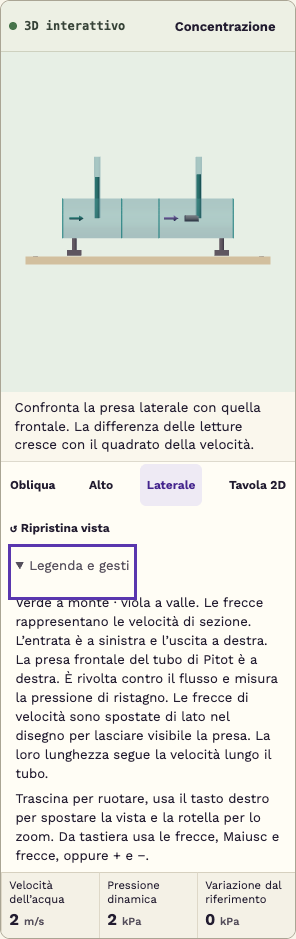 3D interattivo
Concentrazione
Confronta la presa laterale con quella
frontale. La differenza delle letture
cresce con il quadrato della velocità.
Obliqua Alto Laterale Tavola 2D
↺ Ripristina vista
▼ Legenda e gesti
Verde a monte · viola a valle. Le frecce
rappresentano le velocità di sezione.
L’entrata è a sinistra e l’uscita a destra.
La presa frontale del tubo di Pitot è a
destra. È rivolta contro il flusso e misura
la pressione di ristagno. Le frecce di
velocità sono spostate di lato nel
disegno per lasciare visibile la presa. La
loro lunghezza segue la velocità lungo il
tubo.
Trascina per ruotare, usa il tasto destro
per spostare la vista e la rotella per lo
zoom. Da tastiera usa le frecce, Maiusc e
frecce, oppure + e −.
Velocità
dell’acqua
2 m/s
Pressione
dinamica
2 kPa
Variazione dal
riferimento
0 kPa